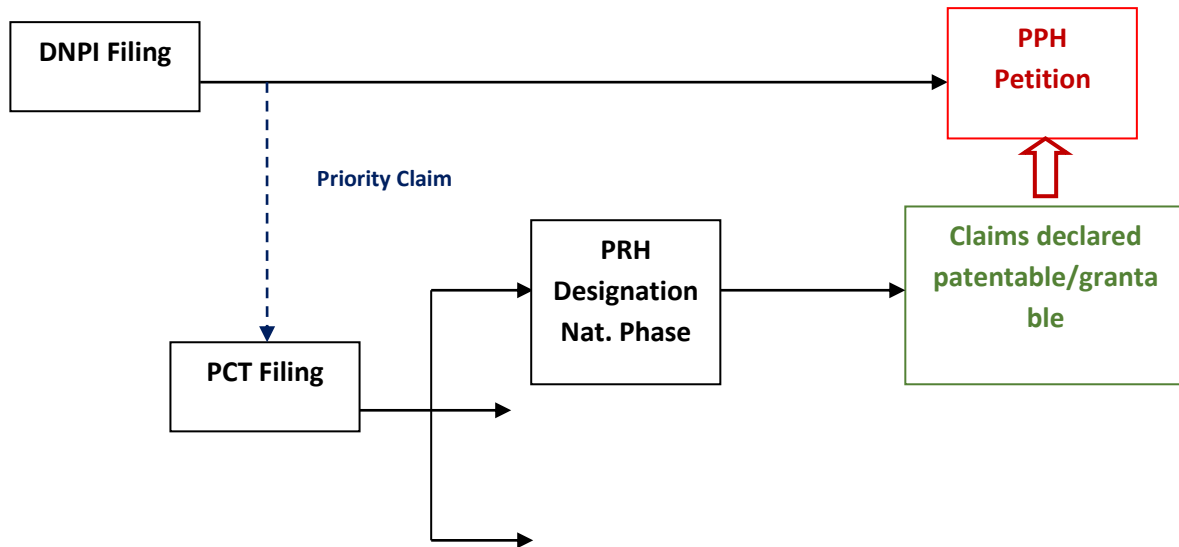 DNPI Filing
PPH
Petition
Priority Claim
PRH
Designation
Nat. Phase
Claims declared
patentable/granta
ble
PCT Filing